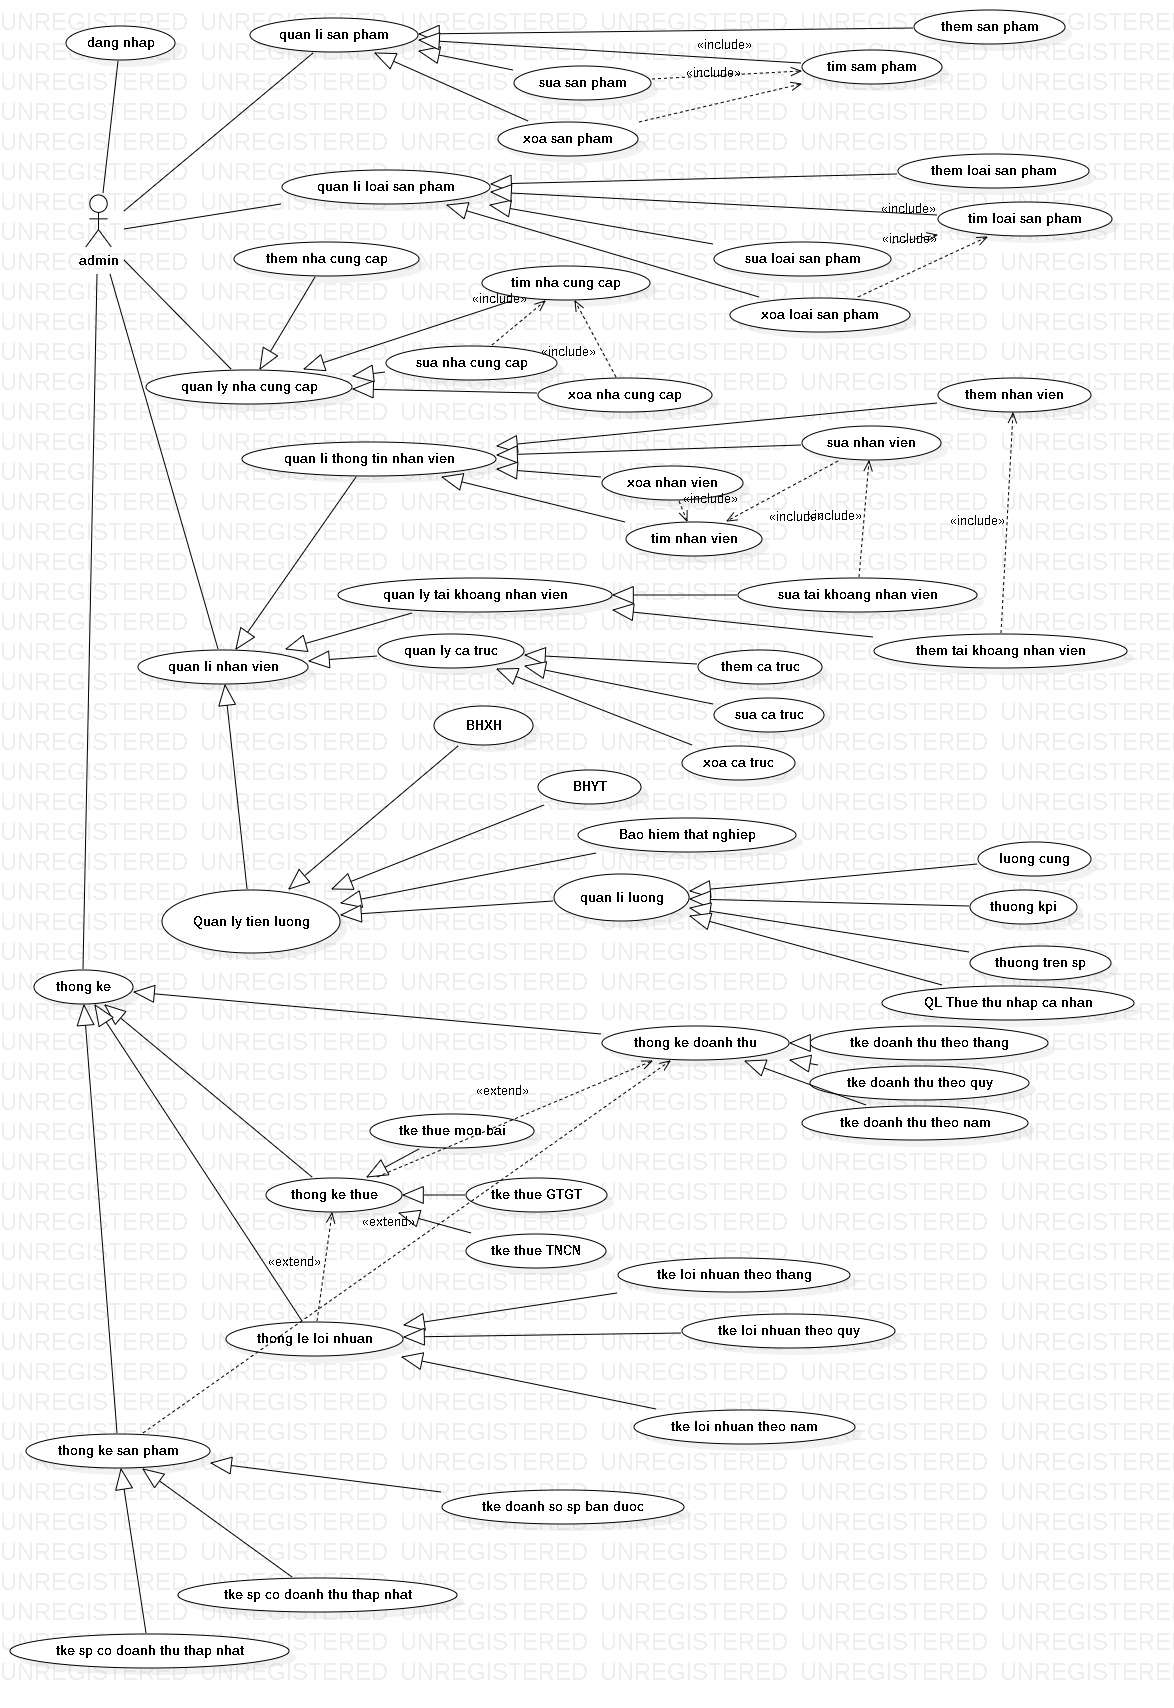 dang nhap
quan li san pham
them san pham
«include»
tim sam pham
«include»
sua san pham
xoa san pham
quan li loai san pham
them loai san pham
«include»
tim loai san pham
«include»
sua loai san pham
xoa loai san pham
admin
them nha cung cap
tim nha cung cap
«include»
«include»
sua nha cung cap
quan ly nha cung cap
xoa nha cung cap
them nhan vien
quan li thong tin nhan vien
sua nhan vien
xoa nhan vien
«include»
tim nhan vien
«include»
«include»
«include»
quan ly tai khoang nhan vien
sua tai khoang nhan vien
them tai khoang nhan vien
quan li nhan vien
quan ly ca truc
them ca truc
sua ca truc
xoa ca truc
BHXH
BHYT
Bao hiem that nghiep
luong cung
quan li luong
thuong kpi
Quan ly tien luong
thuong tren sp
QL Thue thu nhap ca nhan
thong ke
thong ke doanh thu
tke doanh thu theo thang
tke doanh thu theo quy
tke doanh thu theo nam
«extend»
tke thue mon bai
thong ke thue
tke thue GTGT
«extend»
tke thue TNCN
«extend»
tke loi nhuan theo thang
thong le loi nhuan
tke loi nhuan theo quy
tke loi nhuan theo nam
thong ke san pham
tke doanh so sp ban duoc
tke sp co doanh thu thap nhat
tke sp co doanh thu thap nhat
UNREGISTERED